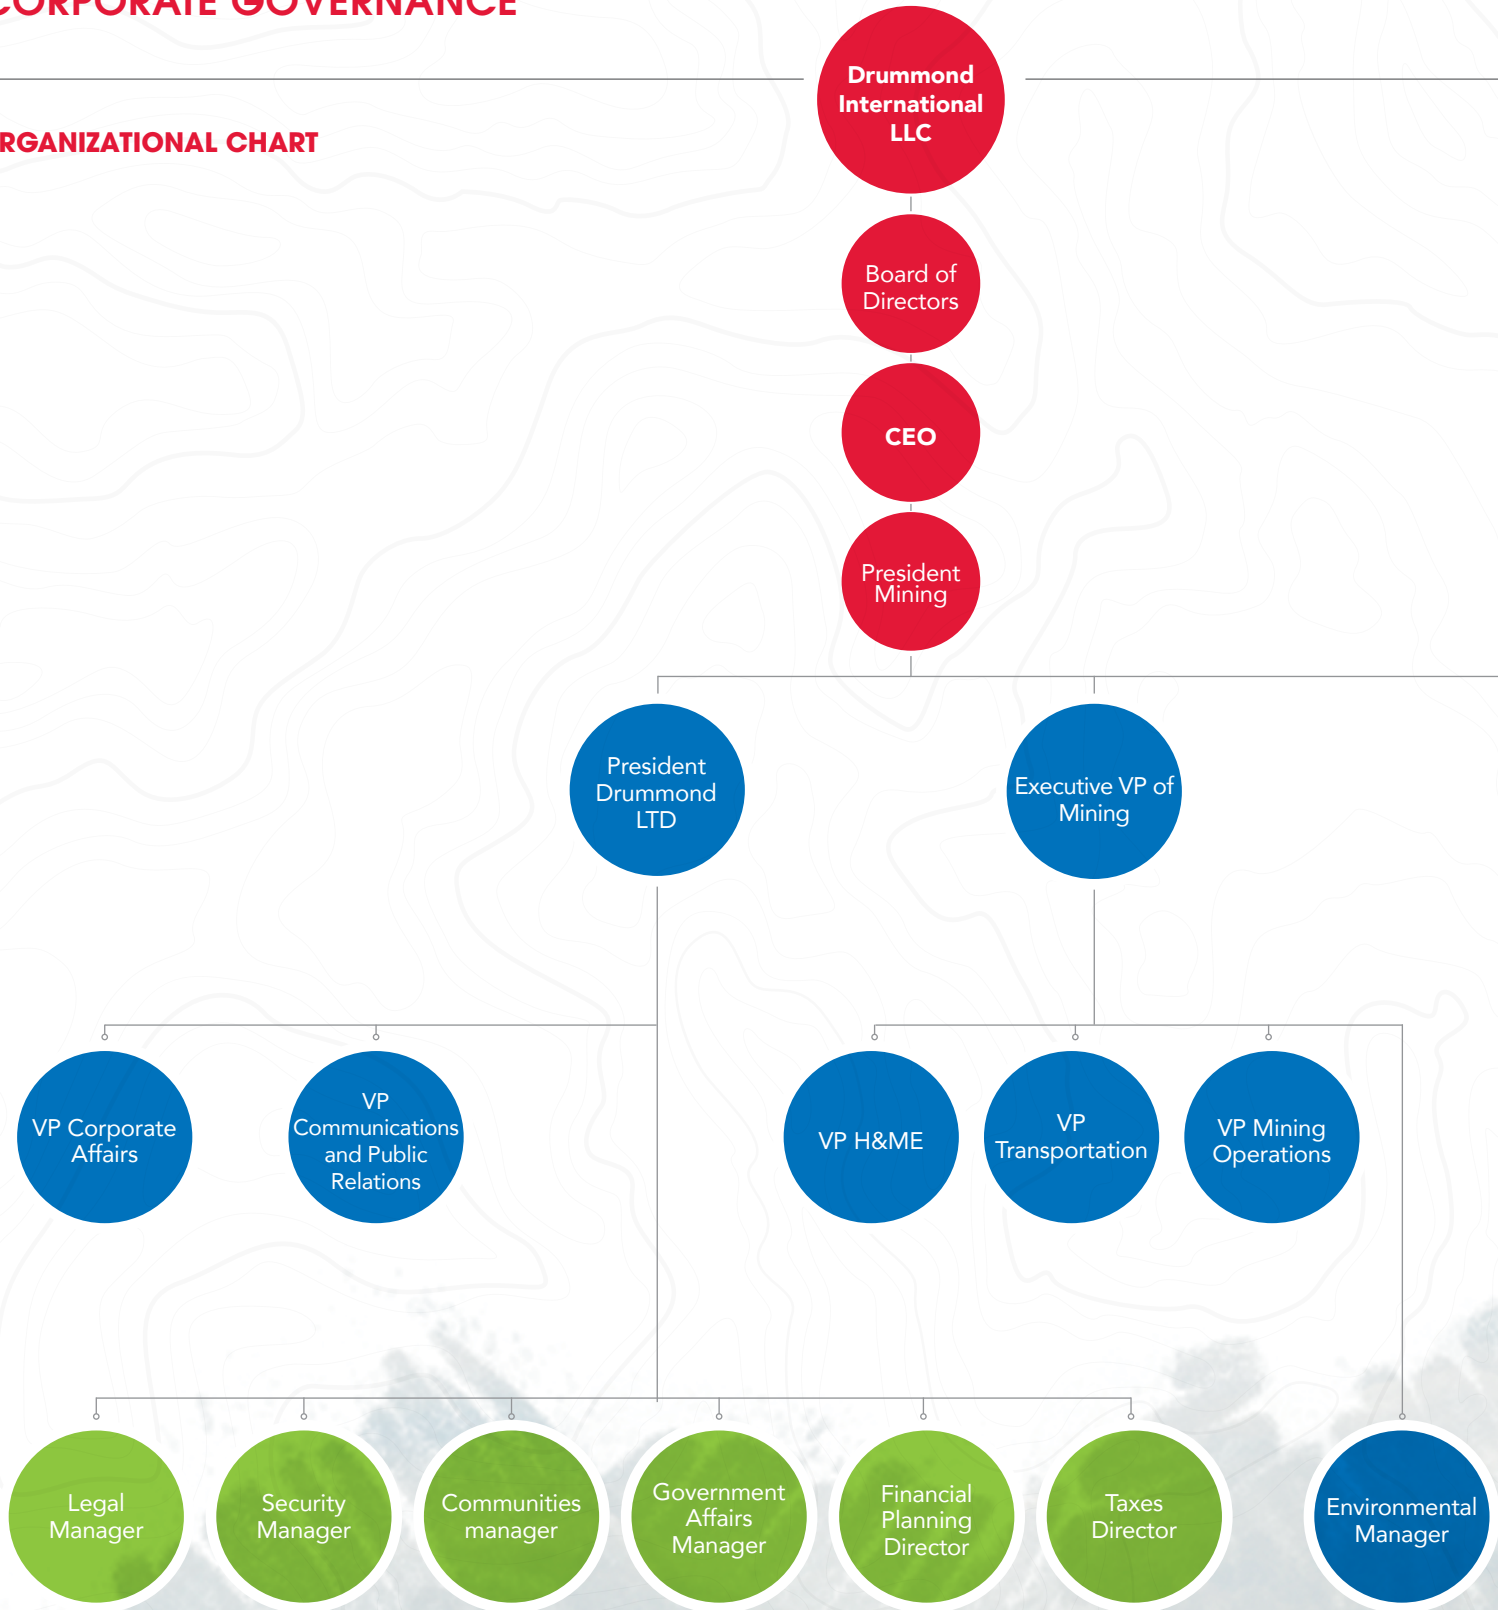 CORPORATE GOVERNANCE
RGANIZATIONAL CHART
Drummond
International
LLC
Board of
Directors
CEO
President
Mining
President
Drummond
LTD
Executive VP of
Mining
VP Corporate
Affairs
VP
Communications
and Public
Relations
VP H&ME
VP
Transportation
VP Mining
Operations
Legal
Manager
Security
Manager
Communities
manager
Government
Affairs
Manager
Financial
Planning
Director
Taxes
Director
Environmental
Manager